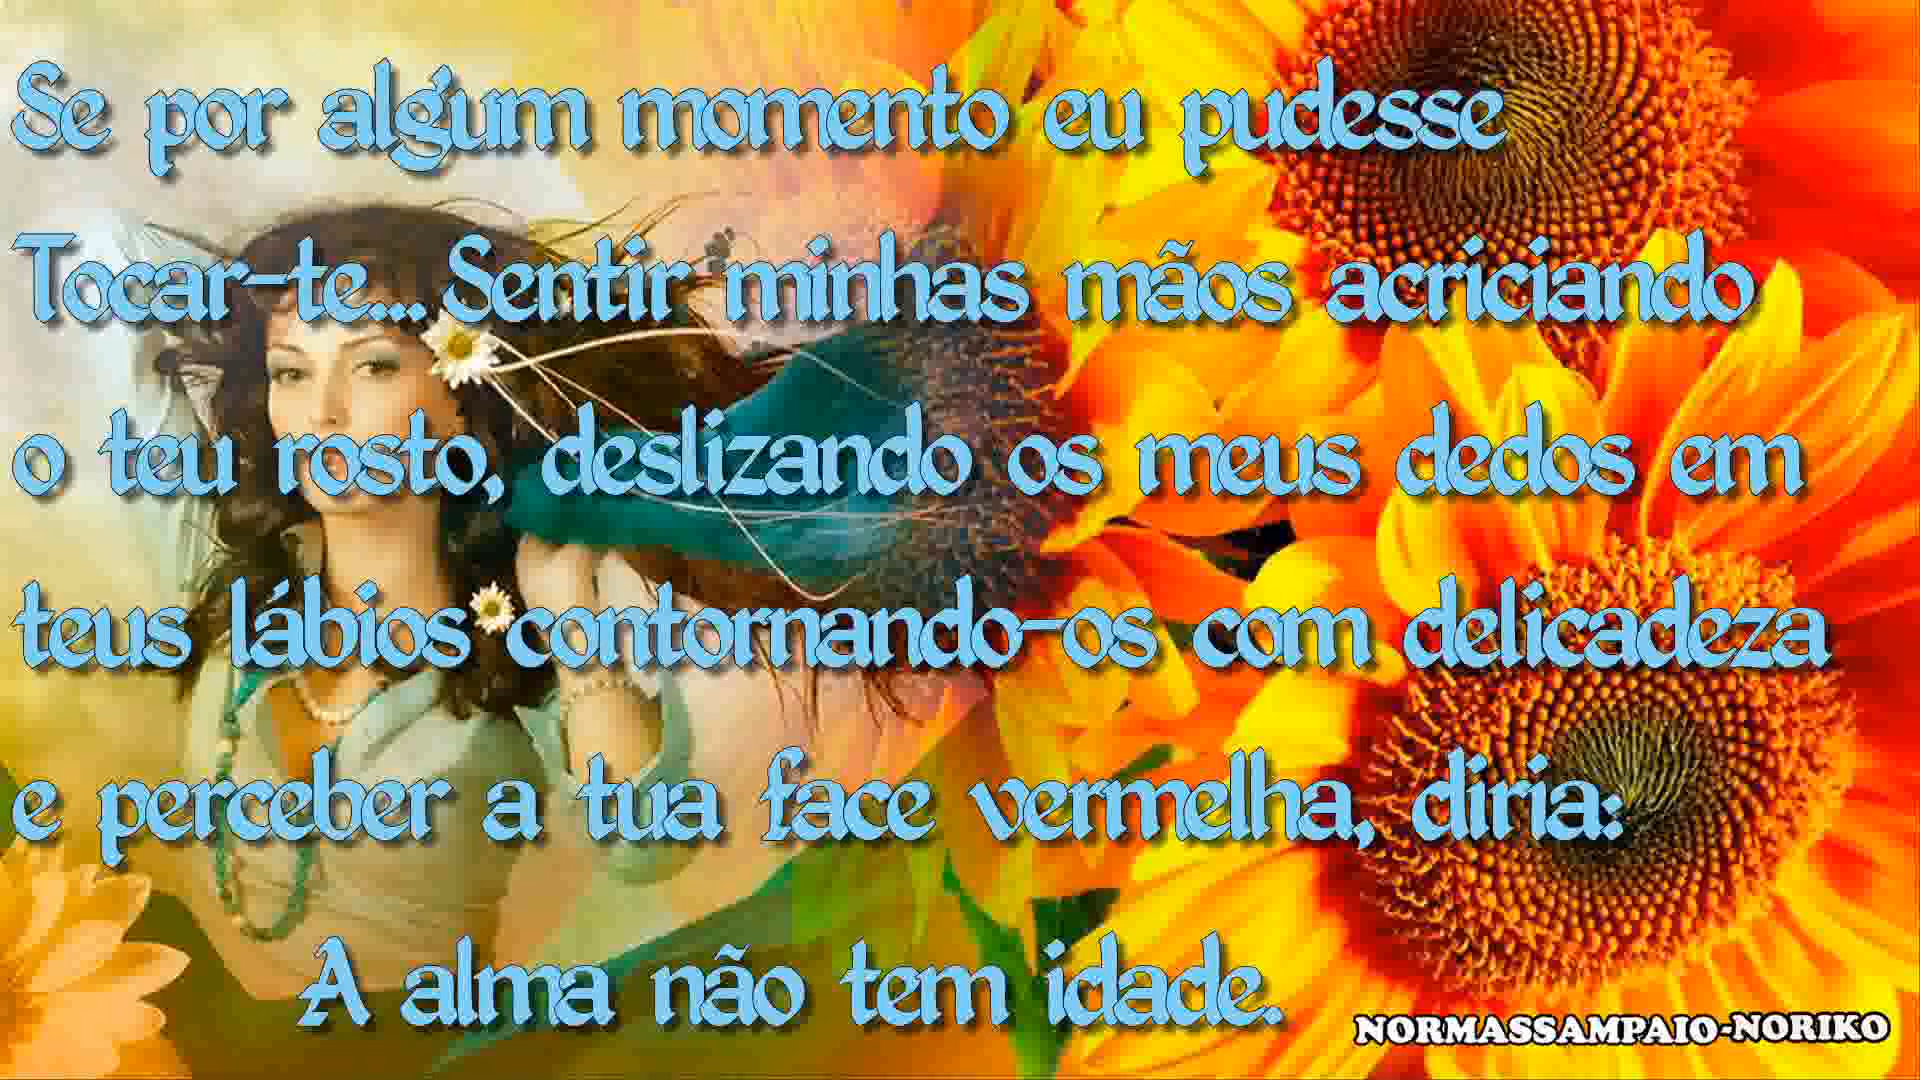 Se por algum momento eu pudesse
Tocar-te... Sentir minhas mãos acriciando
o teu rosto, deslizando os meus dedos em
teus lábios contornando-os com delicadeza
e perceber a tua face vermelha, diria:
A alma não tem idade.
NORMASSAMPAIO-NORIKO